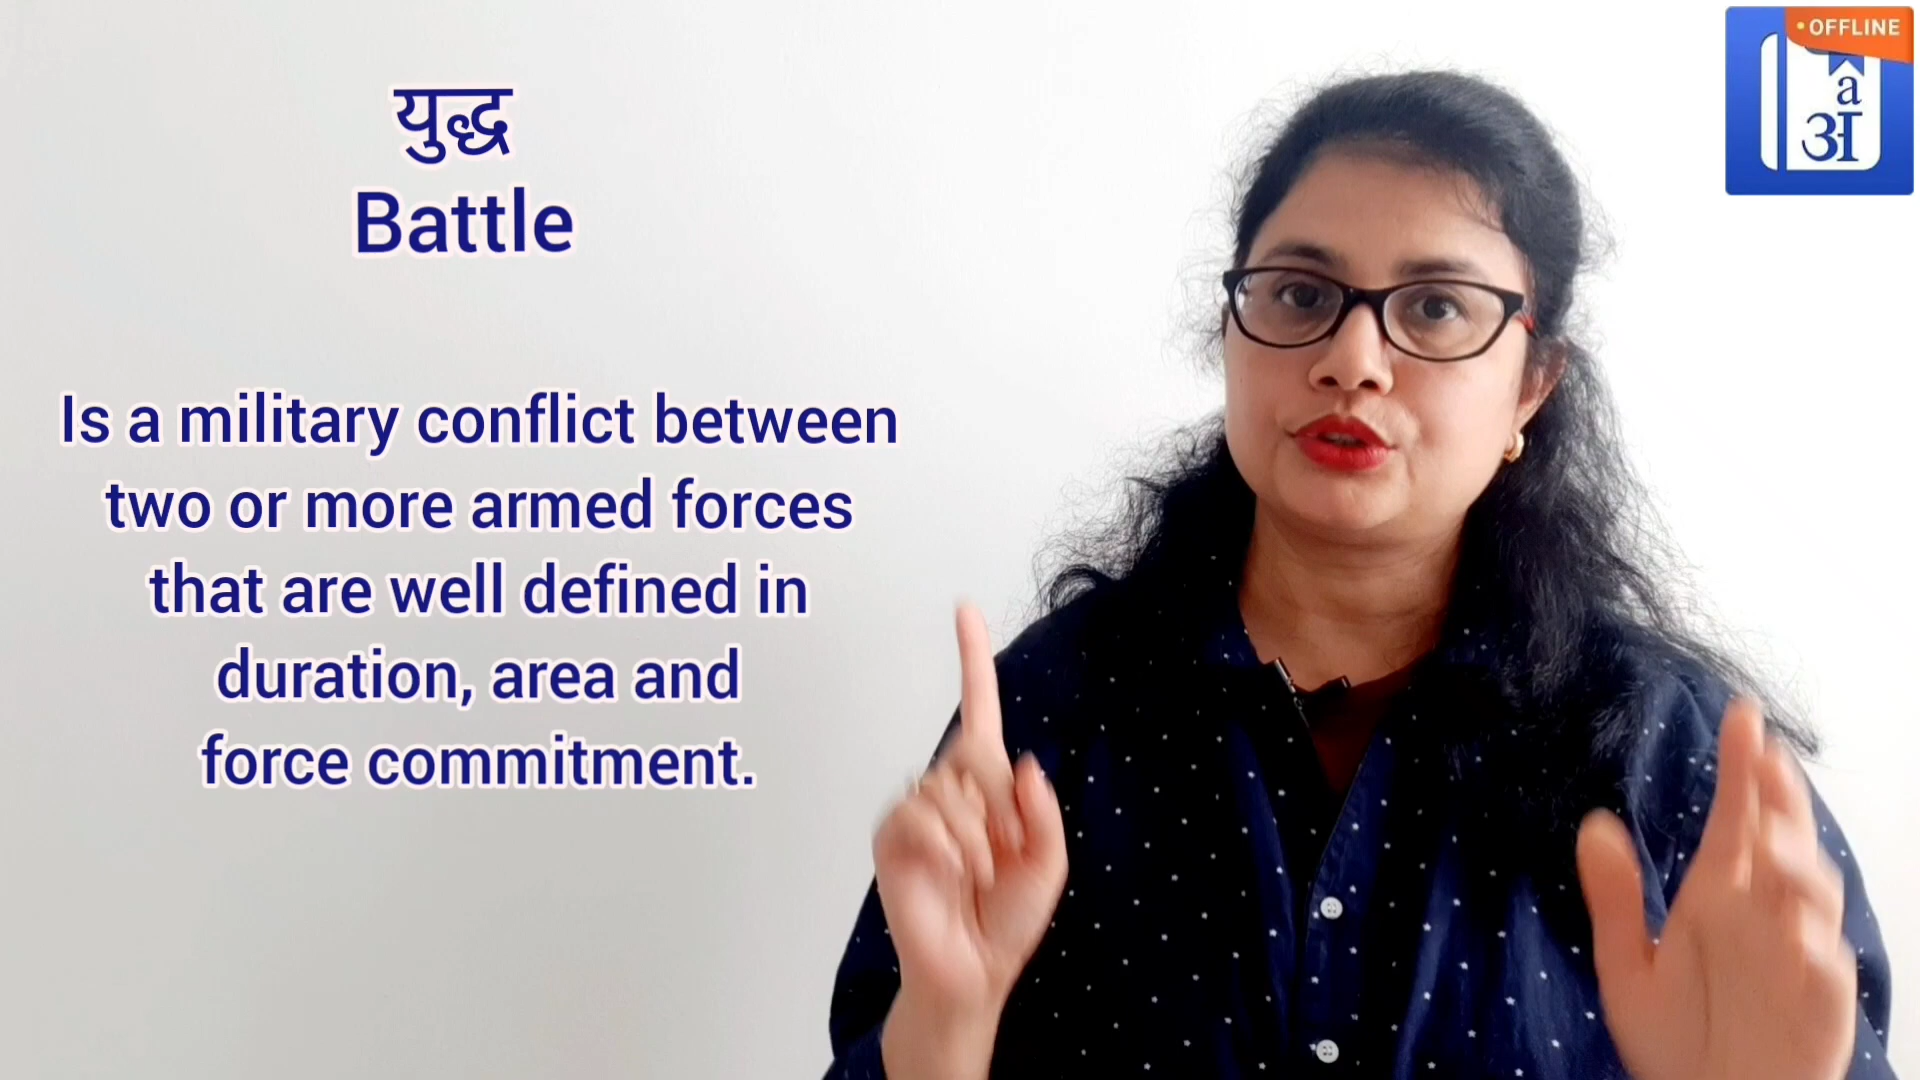 युद्ध
Battle
Is a military conflict between
two or more armed forces
that are well defined in
duration, area and
force commitment.
• OFFLINE
a
अ